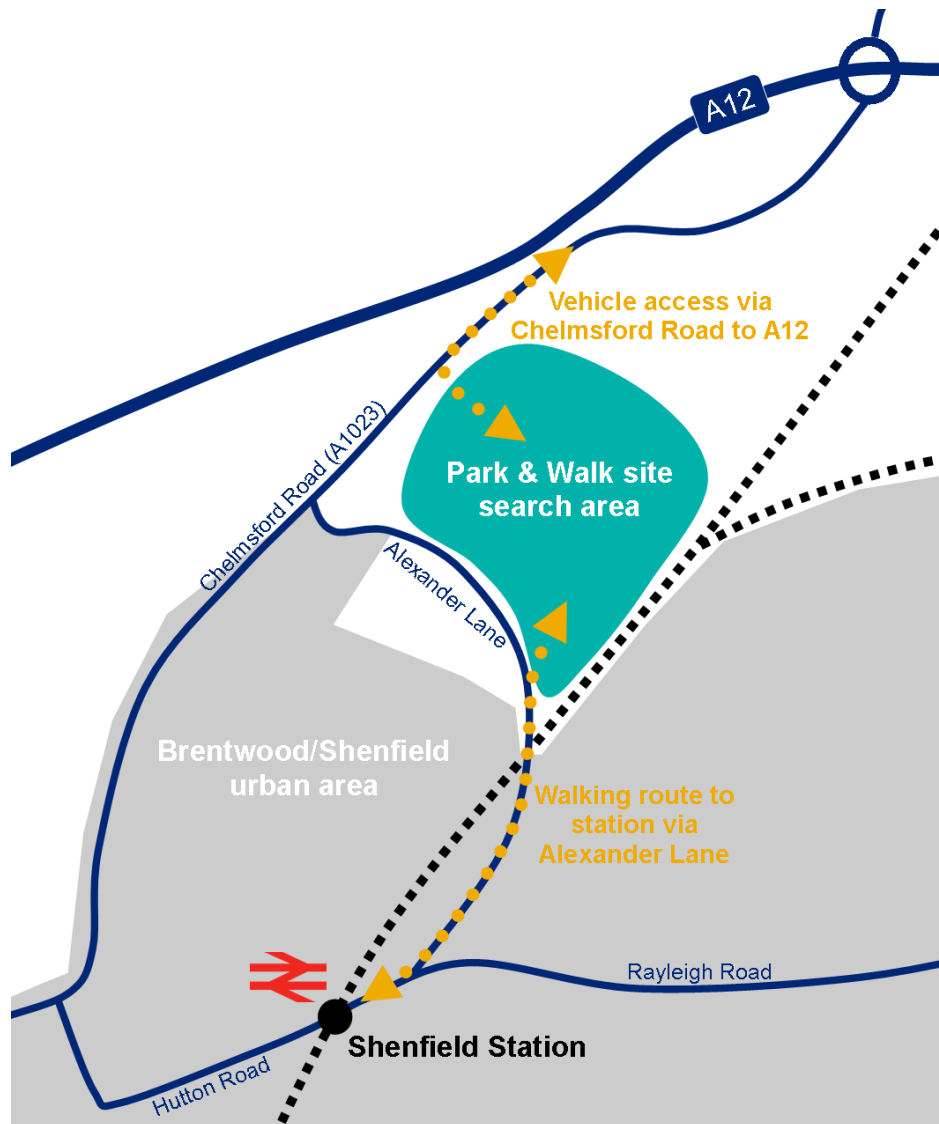 A12
Vehicle access via
Chelmsford Road to A12
Chelmsford Road (A1023)
Park & Walk site
search area
Alexander Lane
Brentwood/Shenfield
urban area
Walking route to
station via
Alexander Lane
Rayleigh Road
Shenfield Station
Hutton Road